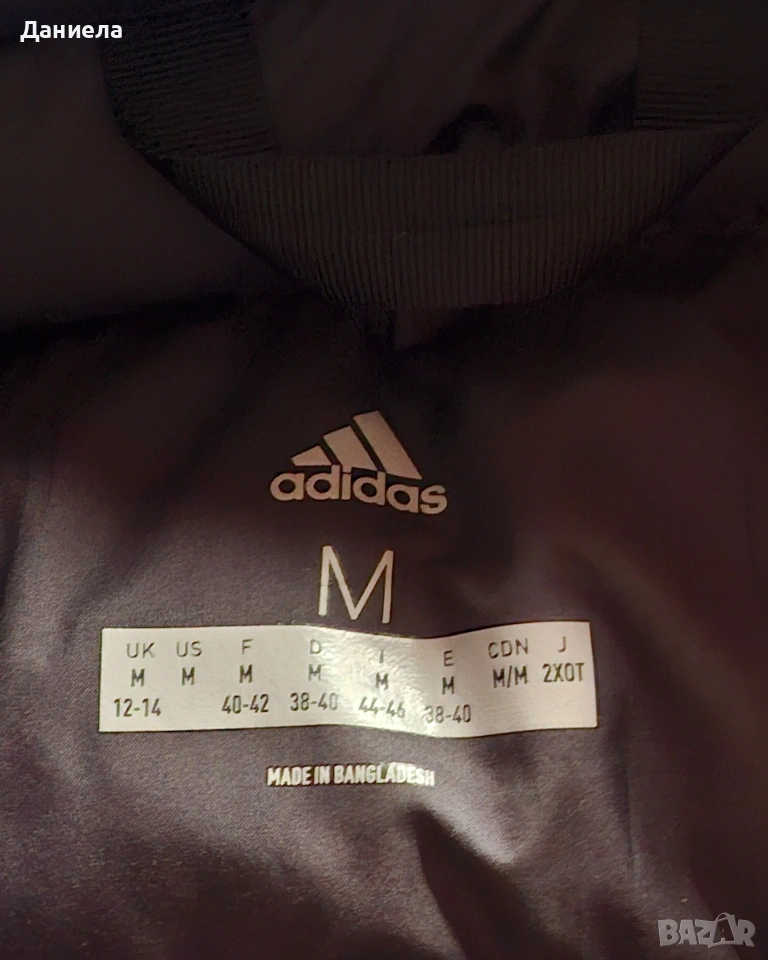 Даниела
adidas
M
UK US F D I E CDN J
M M M M M M M/M 2XOT
12-14 40-42 38-40 44-46 38-40
MADE IN BANGLADESH
BAZAR